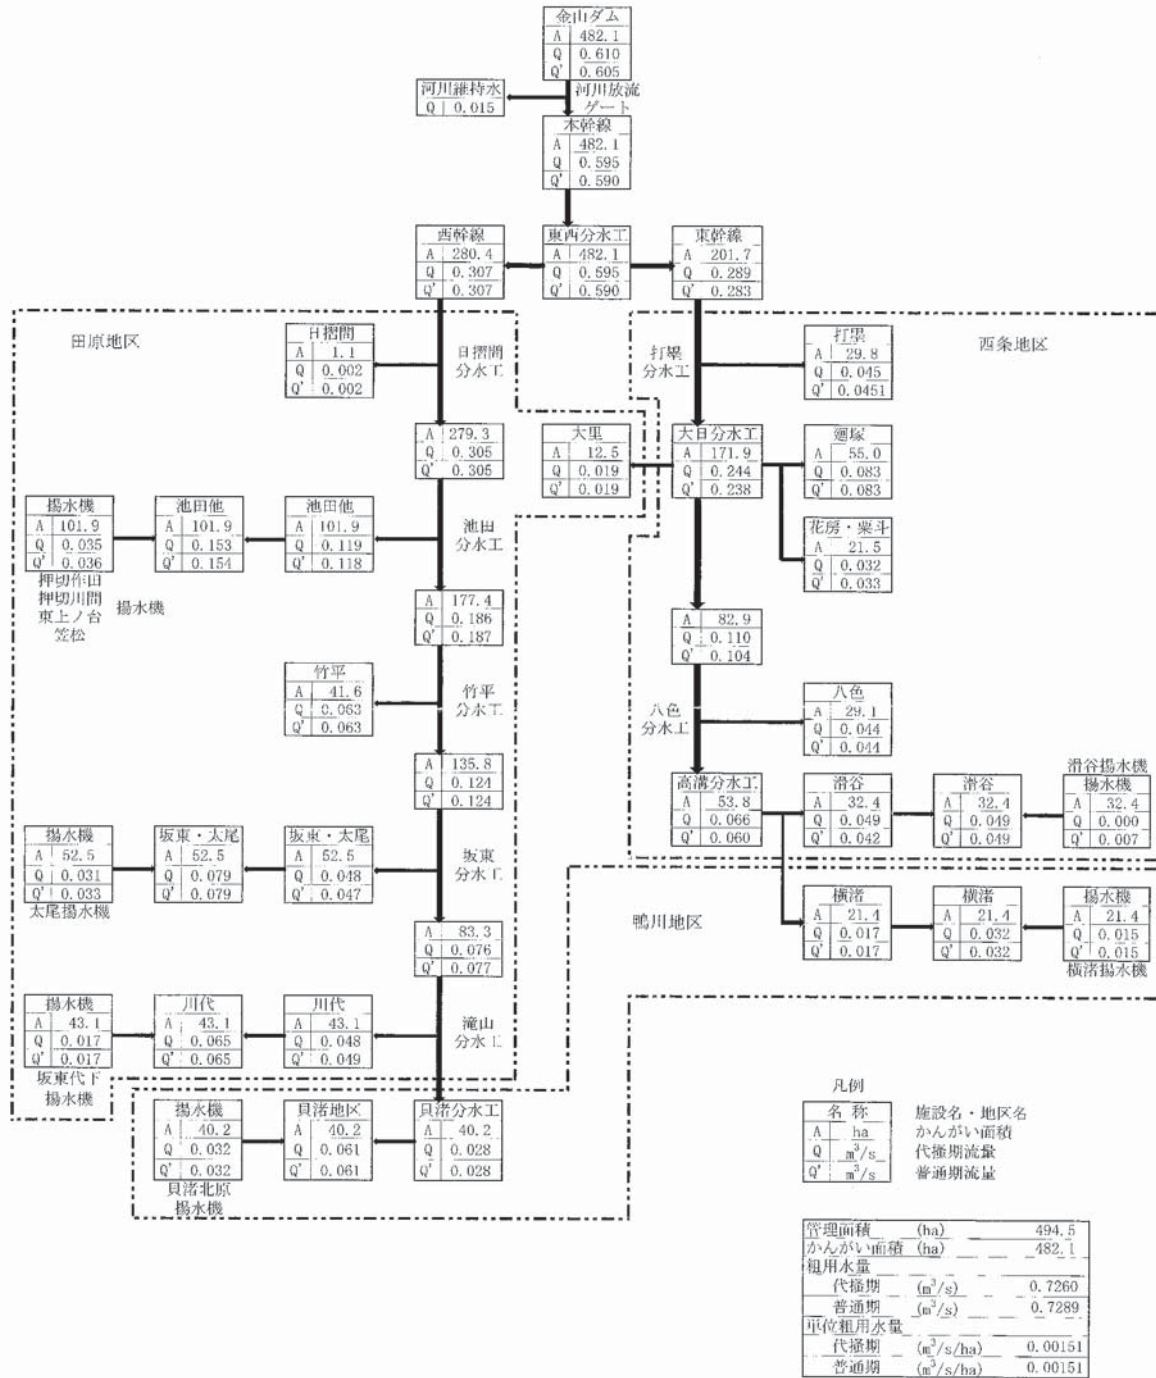 金山ダム
A 482.1
Q 0.610
Q' 0.605
河川維持水
Q 0.015
河川放流
ゲート
本幹線
A 482.1
Q 0.595
Q' 0.590
西幹線
A 280.4
Q 0.307
Q' 0.307
東西分水工
A 482.1
Q 0.595
Q' 0.590
東幹線
A 201.7
Q 0.289
Q' 0.283
田原地区
日摺間
A 1.1
Q 0.002
Q' 0.002
日摺間
分水工
打墨
分水工
打墨
A 29.8
Q 0.045
Q' 0.0451
西条地区
A 279.3
Q 0.305
Q' 0.305
大里
A 12.5
Q 0.019
Q' 0.019
大日分水工
A 171.9
Q 0.244
Q' 0.238
廻塚
A 55.0
Q 0.083
Q' 0.083
揚水機
A 101.9
Q 0.035
Q' 0.036
押切作田
押切川間
東上ノ台
笠松
揚水機
池田他
A 101.9
Q 0.153
Q' 0.154
池田他
A 101.9
Q 0.119
Q' 0.118
池田
分水工
花房・粟斗
A 21.5
Q 0.032
Q' 0.033
A 177.4
Q 0.186
Q' 0.187
A 82.9
Q 0.110
Q' 0.104
竹平
A 41.6
Q 0.063
Q' 0.063
竹平
分水工
八色
分水工
八色
A 29.1
Q 0.044
Q' 0.044
A 135.8
Q 0.124
Q' 0.124
高溝分水工
A 53.8
Q 0.066
Q' 0.060
滑谷
A 32.4
Q 0.049
Q' 0.042
滑谷
A 32.4
Q 0.049
Q' 0.049
滑谷揚水機
揚水機
A 32.4
Q 0.000
Q' 0.007
揚水機
A 52.5
Q 0.031
Q' 0.033
太尾揚水機
坂東・太尾
A 52.5
Q 0.079
Q' 0.079
坂東・太尾
A 52.5
Q 0.048
Q' 0.047
坂東
分水工
鴨川地区
横渚
A 21.4
Q 0.017
Q' 0.017
横渚
A 21.4
Q 0.032
Q' 0.032
揚水機
A 21.4
Q 0.015
Q' 0.015
横渚揚水機
A 83.3
Q 0.076
Q' 0.077
揚水機
A 43.1
Q 0.017
Q' 0.017
坂東代下
揚水機
川代
A 43.1
Q 0.065
Q' 0.065
川代
A 43.1
Q 0.048
Q' 0.049
滝山
分水工
揚水機
A 40.2
Q 0.032
Q' 0.032
貝渚北原
揚水機
貝渚地区
A 40.2
Q 0.061
Q' 0.061
貝渚分水工
A 40.2
Q 0.028
Q' 0.028
凡例
名称 施設名・地区名
A ha かんがい面積
Q m³/s 代掻期流量
Q' m³/s 普通期流量
管理面積 (ha) 494.5
かんがい面積 (ha) 482.1
粗用水量
代掻期 (m³/s) 0.7260
普通期 (m³/s) 0.7289
単位粗用水量
代掻期 (m³/s/ha) 0.00151
普通期 (m³/s/ha) 0.00151